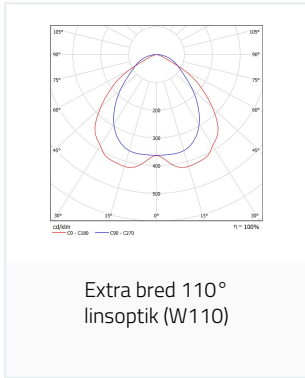 105° 105°
90° 90°
75° 75°
60° 60°
200
45° 300 45°
400
500
30° 15° 0° 15° 30°
cd/klm η = 100%
C0 - C180 C90 - C270
Extra bred 110°
linsoptik (W110)